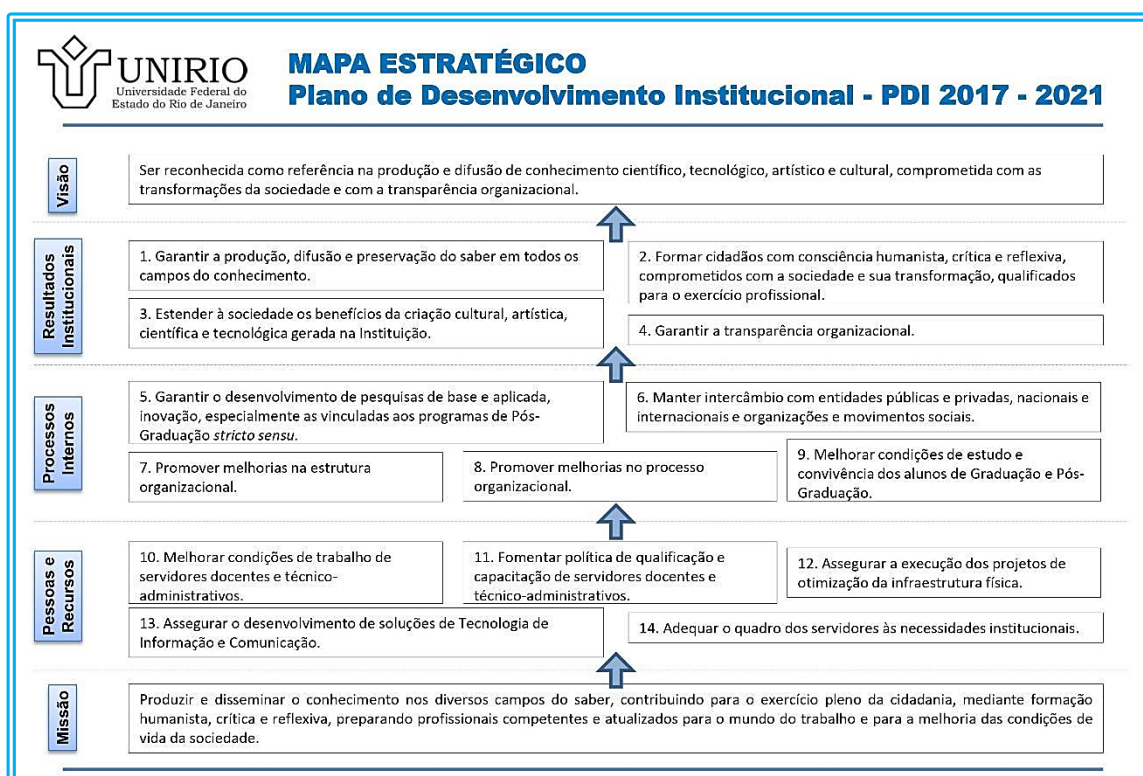 UNIRIO
Universidade Federal do
Estado do Rio de Janeiro
MAPA ESTRATÉGICO
Plano de Desenvolvimento Institucional - PDI 2017 - 2021
Visão
Ser reconhecida como referência na produção e difusão de conhecimento científico, tecnológico, artístico e cultural, comprometida com as
transformações da sociedade e com a transparência organizacional.
Resultados
Institucionais
1. Garantir a produção, difusão e preservação do saber em todos os
campos do conhecimento.
2. Formar cidadãos com consciência humanista, crítica e reflexiva,
comprometidos com a sociedade e sua transformação, qualificados
para o exercício profissional.
3. Estender à sociedade os benefícios da criação cultural, artística,
científica e tecnológica gerada na Instituição.
4. Garantir a transparência organizacional.
Processos
Internos
5. Garantir o desenvolvimento de pesquisas de base e aplicada,
inovação, especialmente as vinculadas aos programas de Pós-
Graduação stricto sensu.
6. Manter intercâmbio com entidades públicas e privadas, nacionais e
internacionais e organizações e movimentos sociais.
7. Promover melhorias na estrutura
organizacional.
8. Promover melhorias no processo
organizacional.
9. Melhorar condições de estudo e
convivência dos alunos de Graduação e Pós-
Graduação.
Pessoas e
Recursos
10. Melhorar condições de trabalho de
servidores docentes e técnico-
administrativos.
11. Fomentar política de qualificação e
capacitação de servidores docentes e
técnico-administrativos.
12. Assegurar a execução dos projetos de
otimização da infraestrutura física.
13. Assegurar o desenvolvimento de soluções de Tecnologia de
Informação e Comunicação.
14. Adequar o quadro dos servidores às necessidades institucionais.
Missão
Produzir e disseminar o conhecimento nos diversos campos do saber, contribuindo para o exercício pleno da cidadania, mediante formação
humanista, crítica e reflexiva, preparando profissionais competentes e atualizados para o mundo do trabalho e para a melhoria das condições de
vida da sociedade.